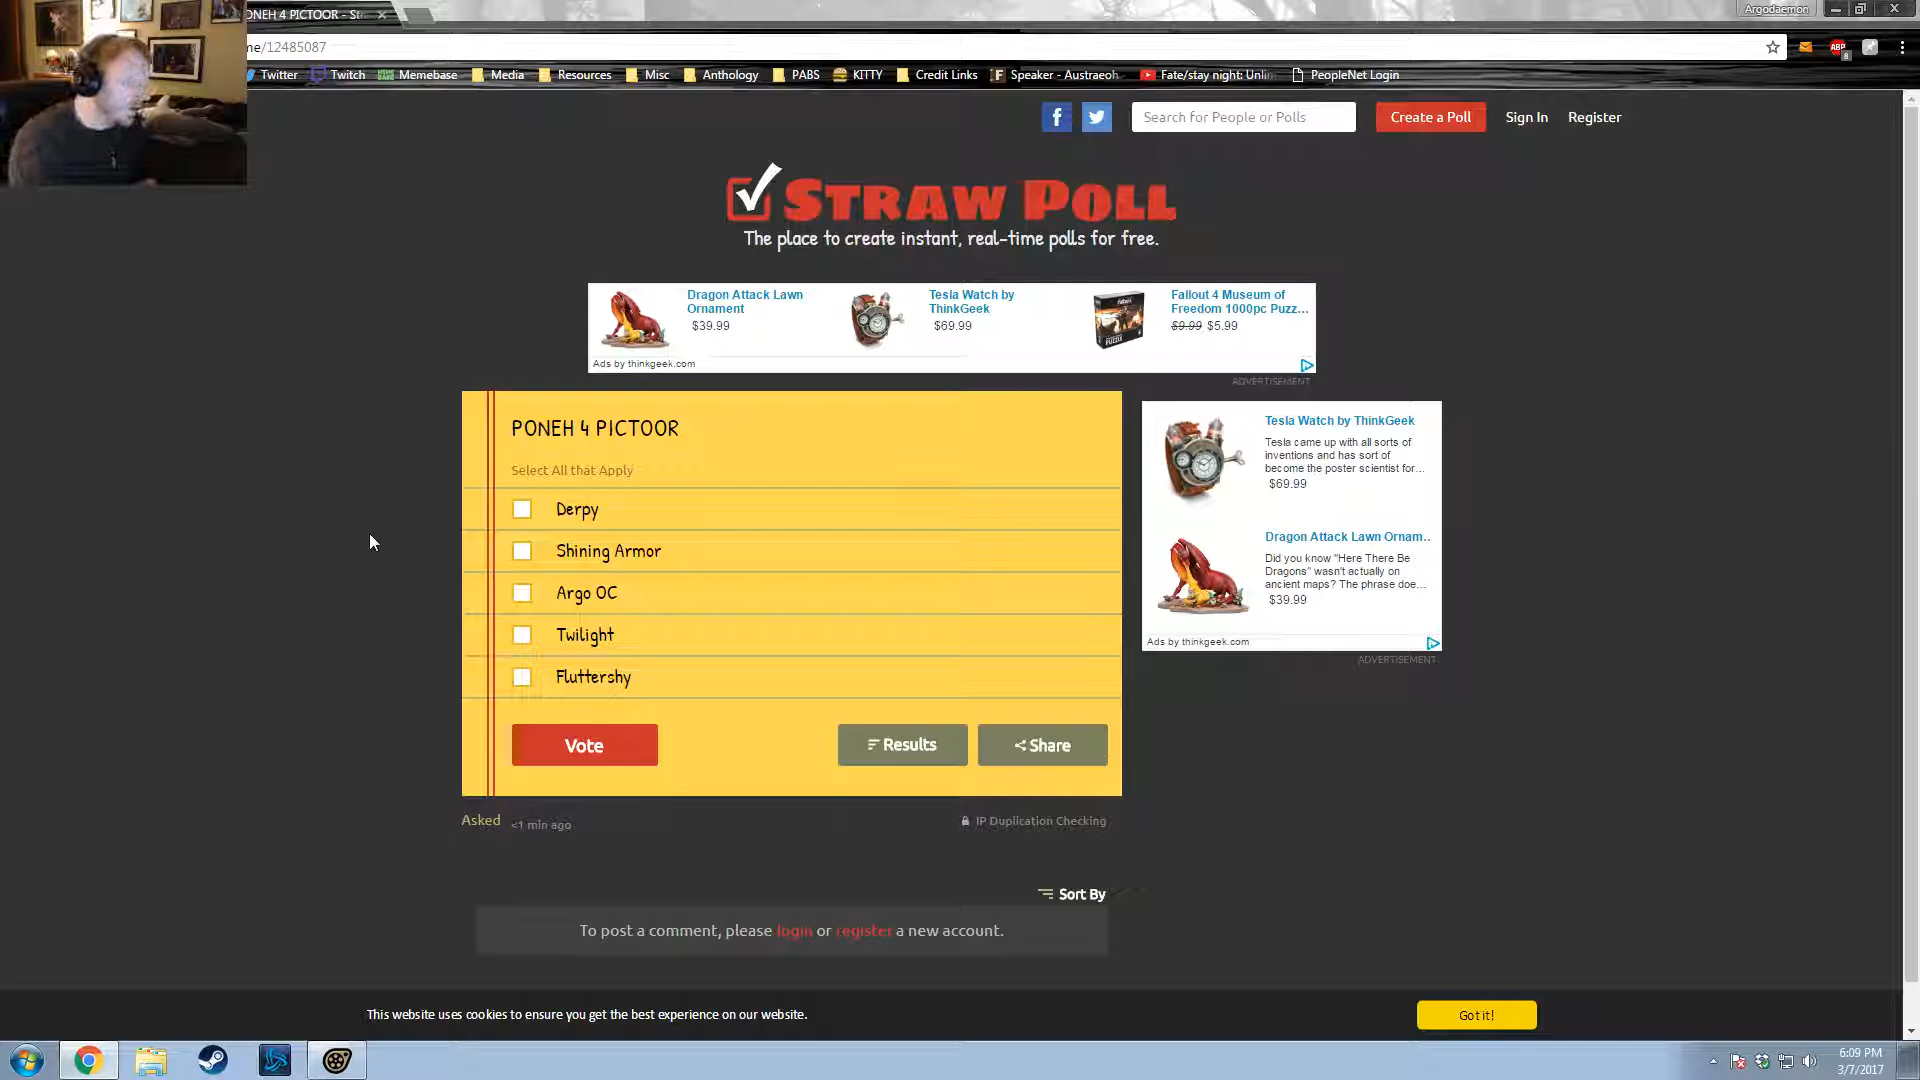 ONEH 4 PICTOOR - St
Argodaemon
me/12485087
ABP
8
Twitter
Twitch
Memebase
Media
Resources
Misc
Anthology
PABS
KITTY
Credit Links
Speaker - Austraeoh
Fate/stay night: Unlin
PeopleNet Login
Search for People or Polls
Create a Poll
Sign In
Register
STRAW POLL
The place to create instant, real-time polls for free.
Dragon Attack Lawn
Ornament
$39.99
Tesla Watch by
ThinkGeek
$69.99
Fallout 4 Museum of
Freedom 1000pc Puzz...
$9.99 $5.99
Ads by thinkgeek.com
ADVERTISEMENT
PONEH 4 PICTOOR
Select All that Apply
Derpy
Shining Armor
Argo OC
Twilight
Fluttershy
Vote
Results
Share
Tesla Watch by ThinkGeek
Tesla came up with all sorts of
inventions and has sort of
become the poster scientist for...
$69.99
Dragon Attack Lawn Ornam..
Did you know "Here There Be
Dragons" wasn't actually on
ancient maps? The phrase doe...
$39.99
Ads by thinkgeek.com
ADVERTISEMENT
Asked <1 min ago
IP Duplication Checking
Sort By
To post a comment, please login or register a new account.
This website uses cookies to ensure you get the best experience on our website.
Got it!
6:09 PM
3/7/2017